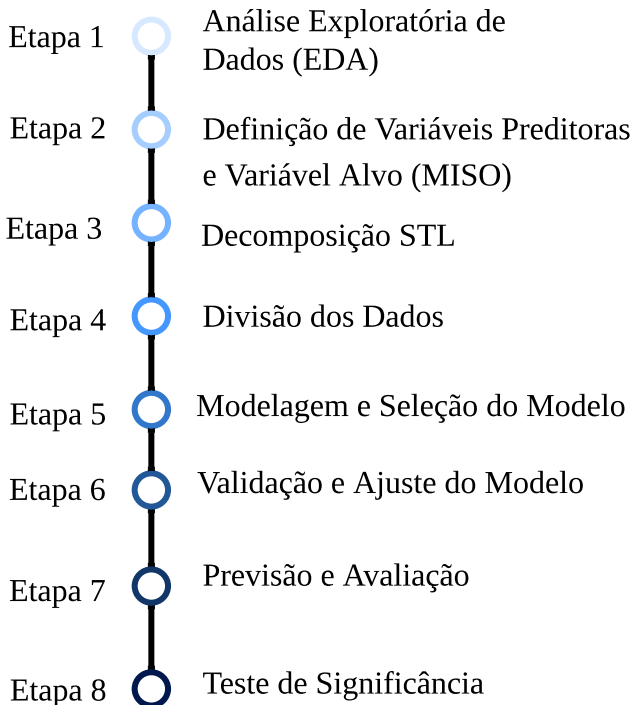 Etapa 1
Análise Exploratória de
Dados (EDA)
Etapa 2
Definição de Variáveis Preditoras
e Variável Alvo (MISO)
Etapa 3
Decomposição STL
Etapa 4
Divisão dos Dados
Etapa 5
Modelagem e Seleção do Modelo
Etapa 6
Validação e Ajuste do Modelo
Etapa 7
Previsão e Avaliação
Etapa 8
Teste de Significância